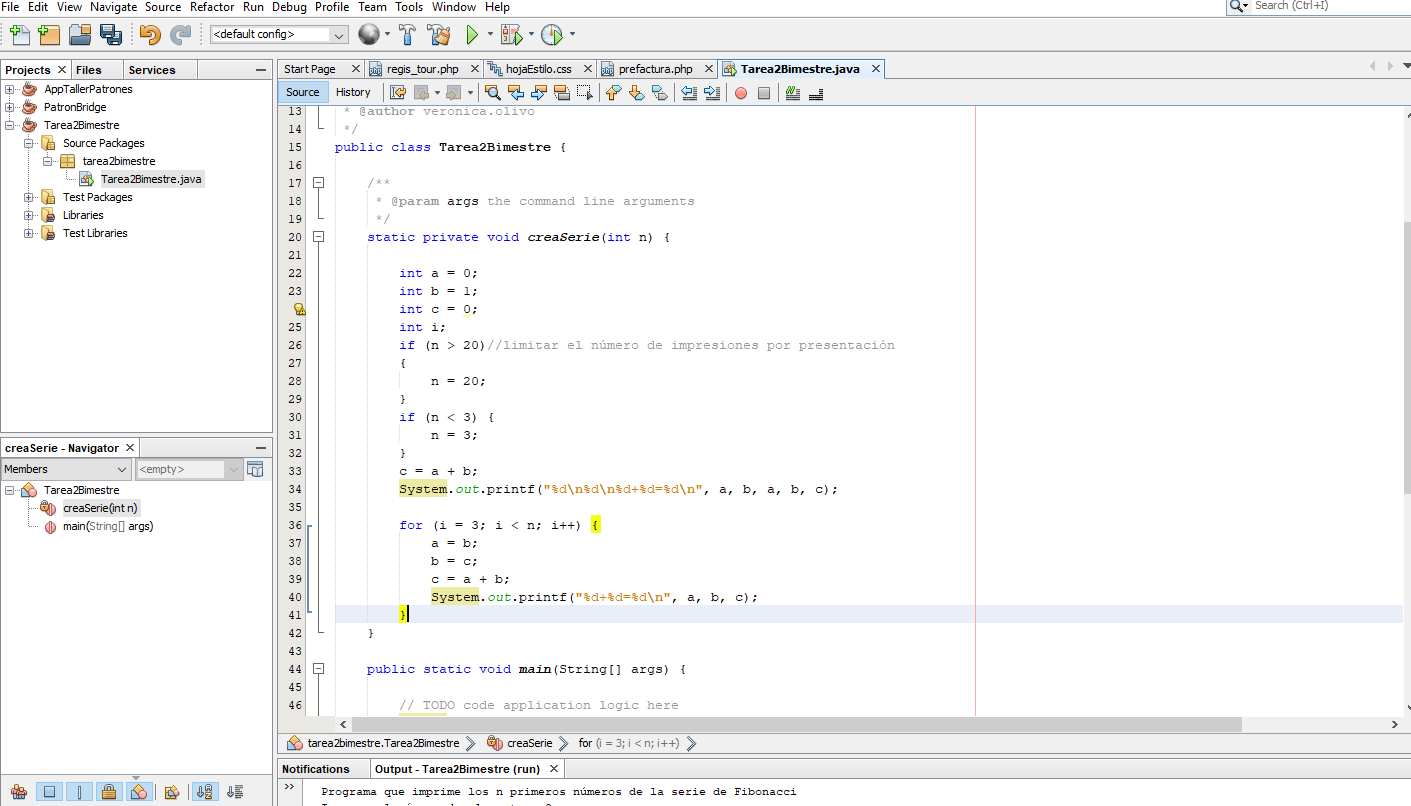 File Edit View Navigate Source Refactor Run Debug Profile Team Tools Window Help
Search (Ctrl+I)
<default config>
Projects Files Services
AppTallerPatrones
PatronBridge
Tarea2Bimestre
Source Packages
tarea2bimestre
Tarea2Bimestre.java
Test Packages
Libraries
Test Libraries
creaSerie - Navigator
Members <empty>
Tarea2Bimestre
creaSerie(int n)
main(String[] args)
Start Page regis_tour.php hojaEstilo.css prefactura.php Tarea2Bimestre.java
Source History
13 * @author veronica.olivo
14 */
15 public class Tarea2Bimestre {
16
17 /**
18 * @param args the command line arguments
19 */
20 static private void creaSerie(int n) {
21
22 int a = 0;
23 int b = 1;
int c = 0;
25 int i;
26 if (n > 20)//limitar el número de impresiones por presentación
27 {
28 n = 20;
29 }
30 if (n < 3) {
31 n = 3;
32 }
33 c = a + b;
34 System.out.printf("%d\n%d\n%d+%d=%d\n", a, b, a, b, c);
35
36 for (i = 3; i < n; i++) {
37 a = b;
38 b = c;
39 c = a + b;
40 System.out.printf("%d+%d=%d\n", a, b, c);
41 }
42 }
43
44 public static void main(String[] args) {
45
46 // TODO code application logic here
tarea2bimestre.Tarea2Bimestre creaSerie for (i = 3; i < n; i++)
Notifications Output - Tarea2Bimestre (run)
Programa que imprime los n primeros números de la serie de Fibonacci